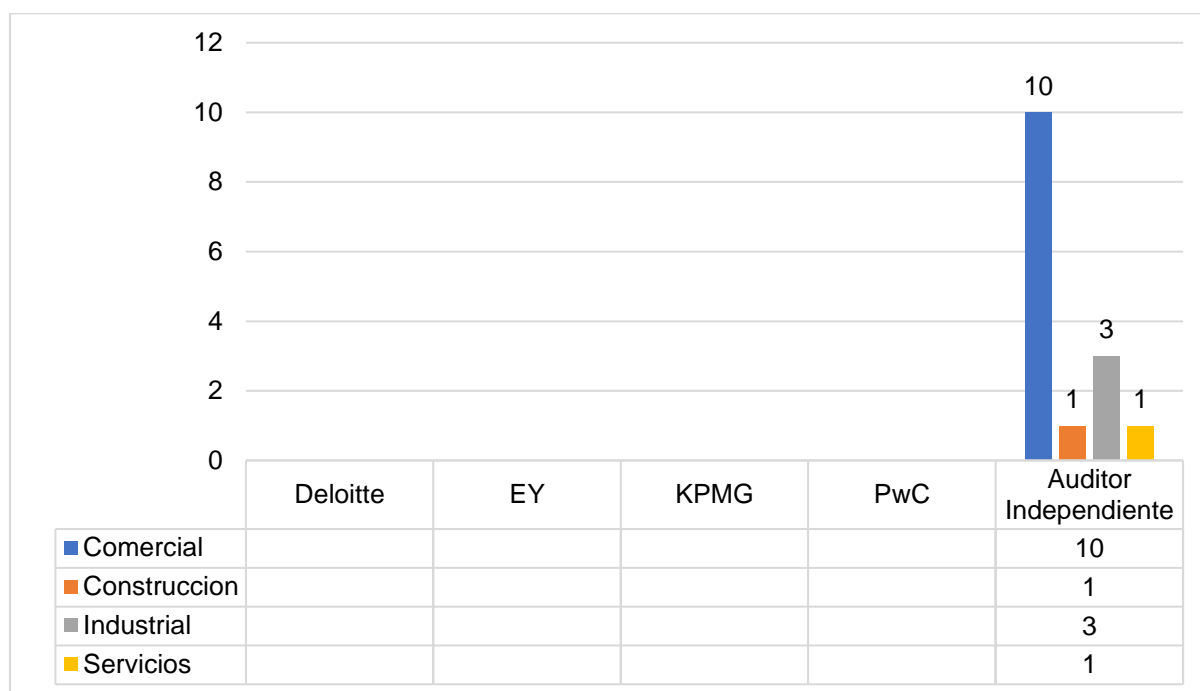 12
10
8
6
4
2
0
10
1
3
1
Deloitte EY KPMG PwC Auditor
Independiente
Comercial 10
Construccion 1
Industrial 3
Servicios 1